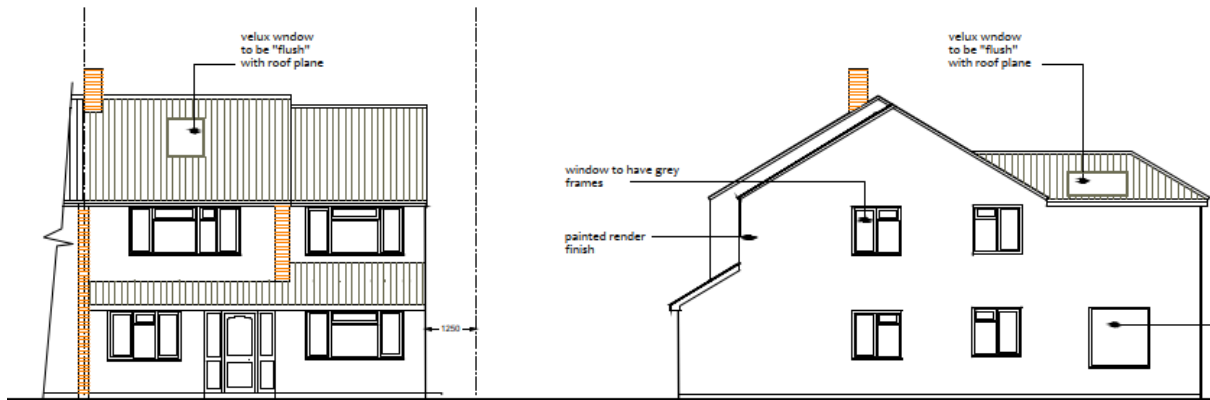 velux wndow
to be "flush"
with roof plane
1250
velux wndow
to be "flush"
with roof plane
window to have grey
frames
painted render
finish